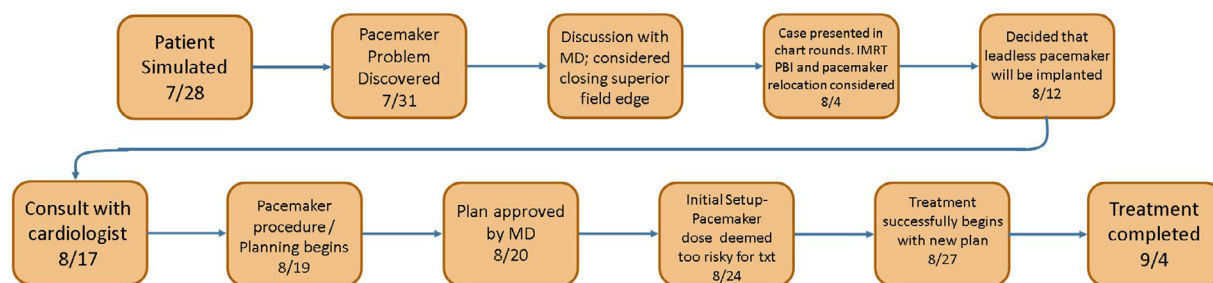 Patient
Simulated
7/28
Pacemaker
Problem
Discovered
7/31
Discussion with
MD; considered
closing superior
field edge
Case presented in
chart rounds. IMRT
PBI and pacemaker
relocation considered
8/4
Decided that
leadless pacemaker
will be implanted
8/12
Consult with
cardiologist
8/17
Pacemaker
procedure /
Planning begins
8/19
Plan approved
by MD
8/20
Initial Setup-
Pacemaker
dose deemed
too risky for txt
8/24
Treatment
successfully begins
with new plan
8/27
Treatment
completed
9/4